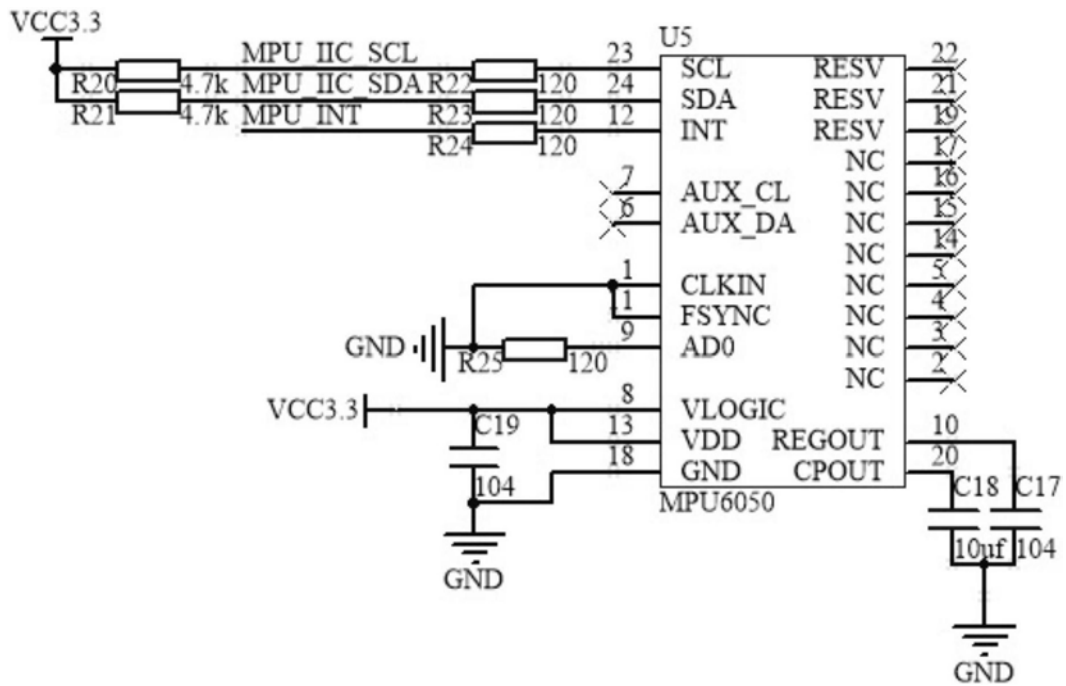 VCC3.3
U5
MPU_IIC_SCL 23 SCL RESV 22
R20 4.7k MPU_IIC_SDA R22 120 24 SDA RESV 21
R21 4.7k MPU_INT R23 120 12 INT RESV 19
R24 120 NC 17
7 AUX_CL NC 16
6 AUX_DA NC 15
NC 14
1 CLKIN NC 5
1 FSYNC NC 4
GND R25 120 9 AD0 NC 3
NC 2
VCC3.3 8 VLOGIC
C19 13 VDD REGOUT 10
104 18 GND CPOUT 20
MPU6050
C18 C17
10uf 104
GND
GND